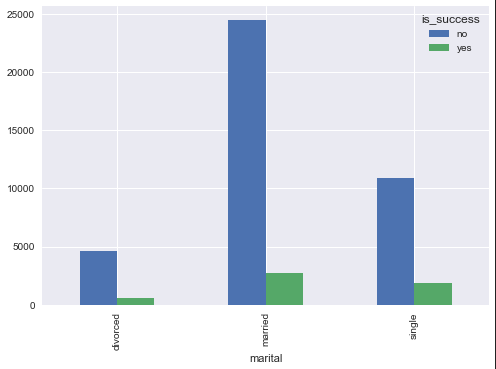 25000
20000
15000
10000
5000
0
is_success
no
yes
divorced
married
single
marital